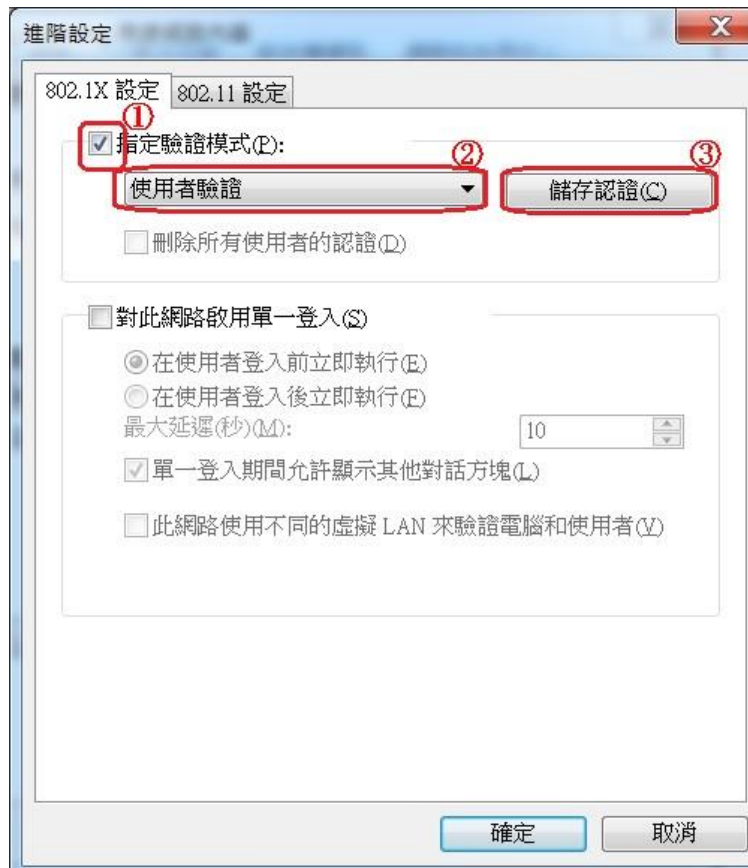 進階設定
X
802.1X 設定 802.11 設定
①
指定驗證模式(P):
② ③
使用者驗證 儲存認證(C)
刪除所有使用者的認證(D)
對此網路啟用單一登入(S)
在使用者登入前立即執行(E)
在使用者登入後立即執行(F)
最大延遲(秒)(M): 10
單一登入期間允許顯示其他對話方塊(L)
此網路使用不同的虛擬 LAN 來驗證電腦和使用者(V)
確定 取消